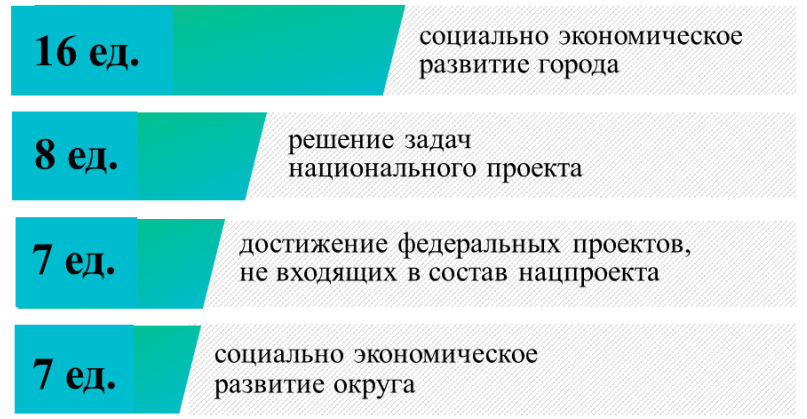 16 ед.
социально экономическое
развитие города
8 ед.
решение задач
национального проекта
7 ед.
достижение федеральных проектов,
не входящих в состав нацпроекта
7 ед.
социально экономическое
развитие округа